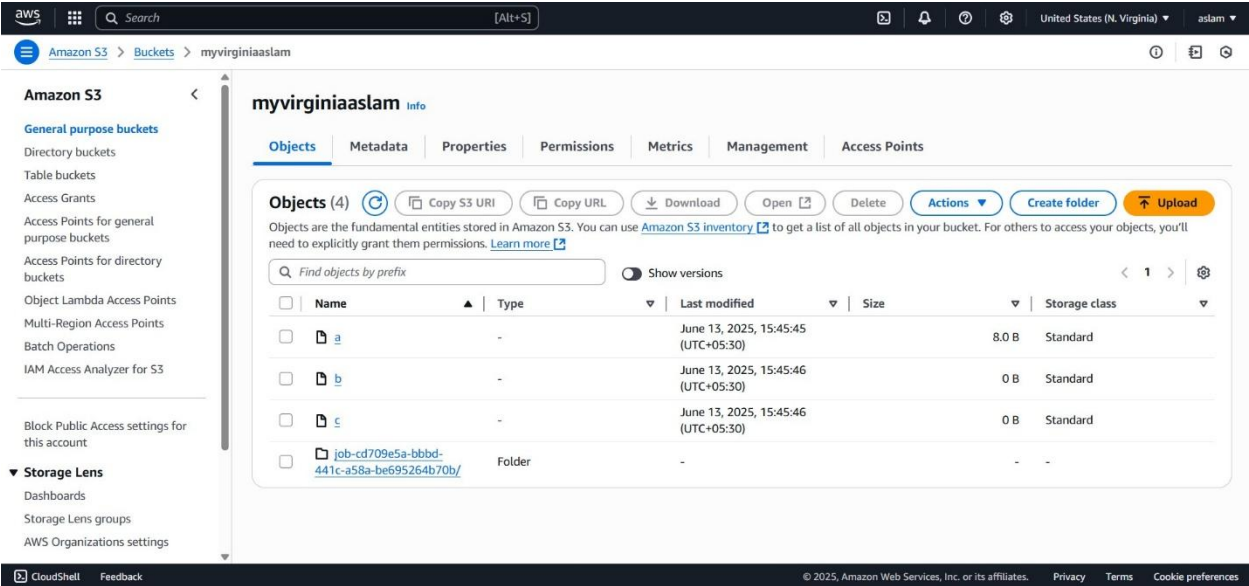 aws Search [Alt+S] United States (N. Virginia) aslam
Amazon S3 > Buckets > myvirginiaaslam
Amazon S3
General purpose buckets
Directory buckets
Table buckets
Access Grants
Access Points for general
purpose buckets
Access Points for directory
buckets
Object Lambda Access Points
Multi-Region Access Points
Batch Operations
IAM Access Analyzer for S3
Block Public Access settings for
this account
Storage Lens
Dashboards
Storage Lens groups
AWS Organizations settings
myvirginiaaslam Info
Objects Metadata Properties Permissions Metrics Management Access Points
Objects (4) Copy S3 URI Copy URL Download Open Delete Actions Create folder Upload
Objects are the fundamental entities stored in Amazon S3. You can use Amazon S3 inventory to get a list of all objects in your bucket. For others to access your objects, you'll
need to explicitly grant them permissions. Learn more
Find objects by prefix Show versions < 1 >
Name Type Last modified Size Storage class
a - June 13, 2025, 15:45:45 (UTC+05:30) 8.0 B Standard
b - June 13, 2025, 15:45:46 (UTC+05:30) 0 B Standard
c - June 13, 2025, 15:45:46 (UTC+05:30) 0 B Standard
job-cd709e5a-bbbd-
441c-a58a-be695264b70b/ Folder - - -
CloudShell Feedback © 2025, Amazon Web Services, Inc. or its affiliates. Privacy Terms Cookie preferences